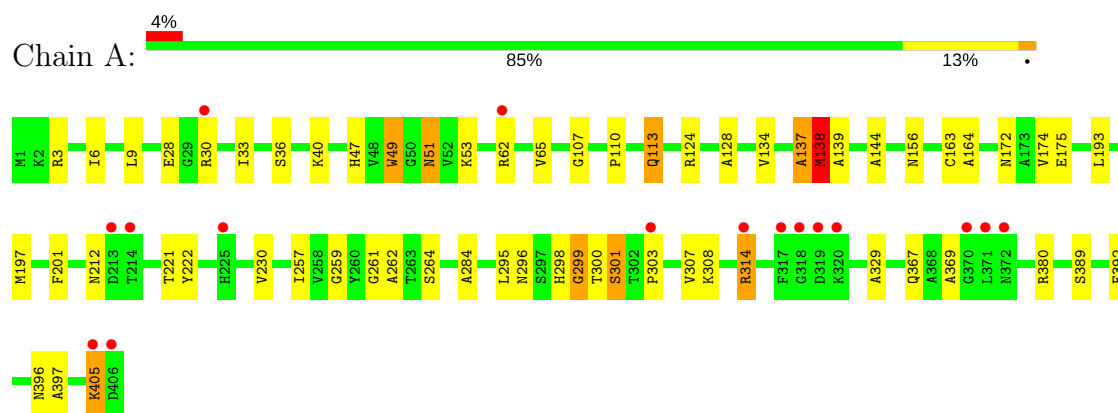 4%
Chain A:
85% 13% •
M1 K2 R3 I6 L9 E28 G29 R30 I33 S36 K40 H47 V48 W49 G50 N51 V52 K53 R62 V65 G107 P110 Q113 R124 A128 V134 A137 M138 A139 A144 N156 C163 A164 N172 A173 V174 E175 L193
M197 F201 N212 D213 T214 T221 Y222 H225 V230 I257 V258 G259 Y260 G261 A262 T263 S264 A284 L295 N296 S297 H298 G299 T300 S301 T302 P303 V307 K308 R314 F317 G318 D319 K320 A329 Q367 A368 A369 G370 L371 N372 R380 S389
N396 A397 K405 D406